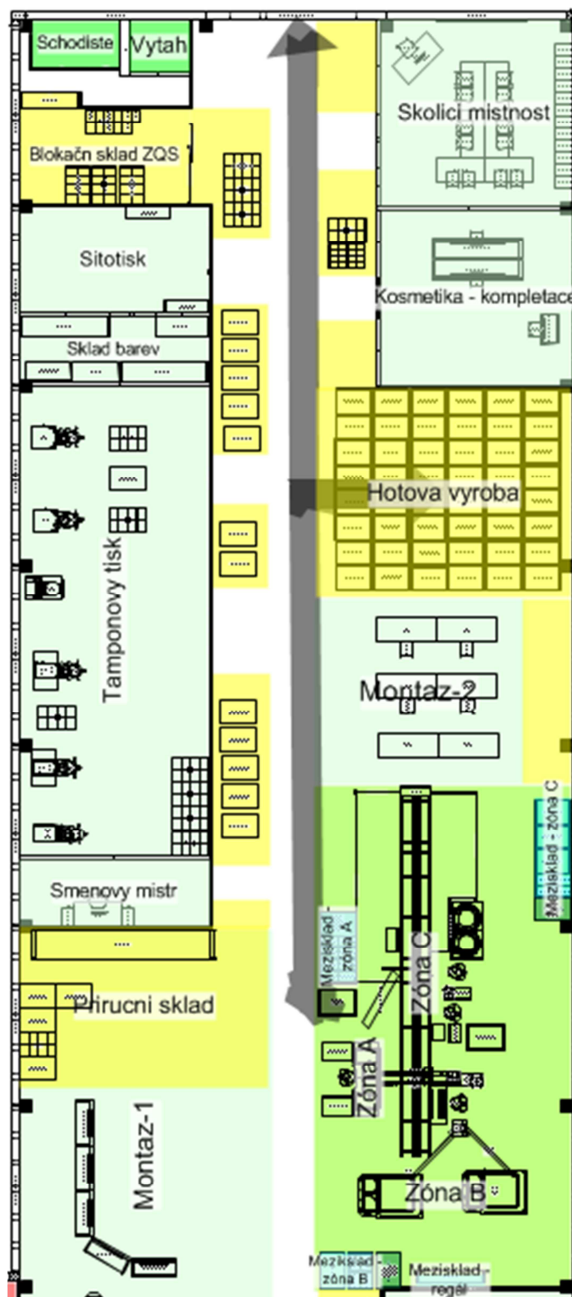 Schodiste
Vytah
Skolici mistnost
Blokačn sklad ZQS
Sitotisk
Kosmetika - kompletace
Sklad barev
Hotova vyroba
Tamponovy tisk
Montaz-2
Mezisklad - zóna C
Smenovy mistr
Mezisklad -
zóna A
Zóna C
Prirucni sklad
Zóna A
Montaz-1
Zóna B
Mezisklad -
zóna B
Mezisklad -
regál